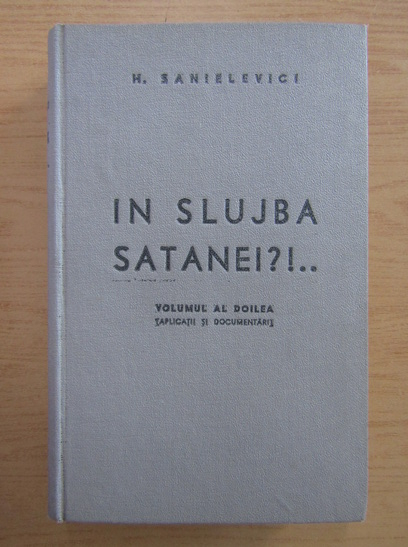 H. SANIELEVICI
IN SLUJBA
SATANEI?!..
VOLUMUL AL DOILEA
[APLICAȚII ȘI DOCUMENTĂRI]